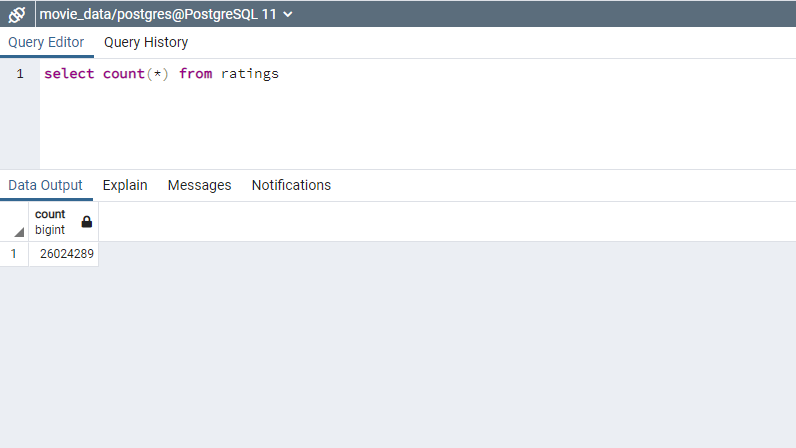 movie_data/postgres@PostgreSQL 11
Query Editor Query History
1 select count(*) from ratings
Data Output Explain Messages Notifications
count
bigint
1 26024289